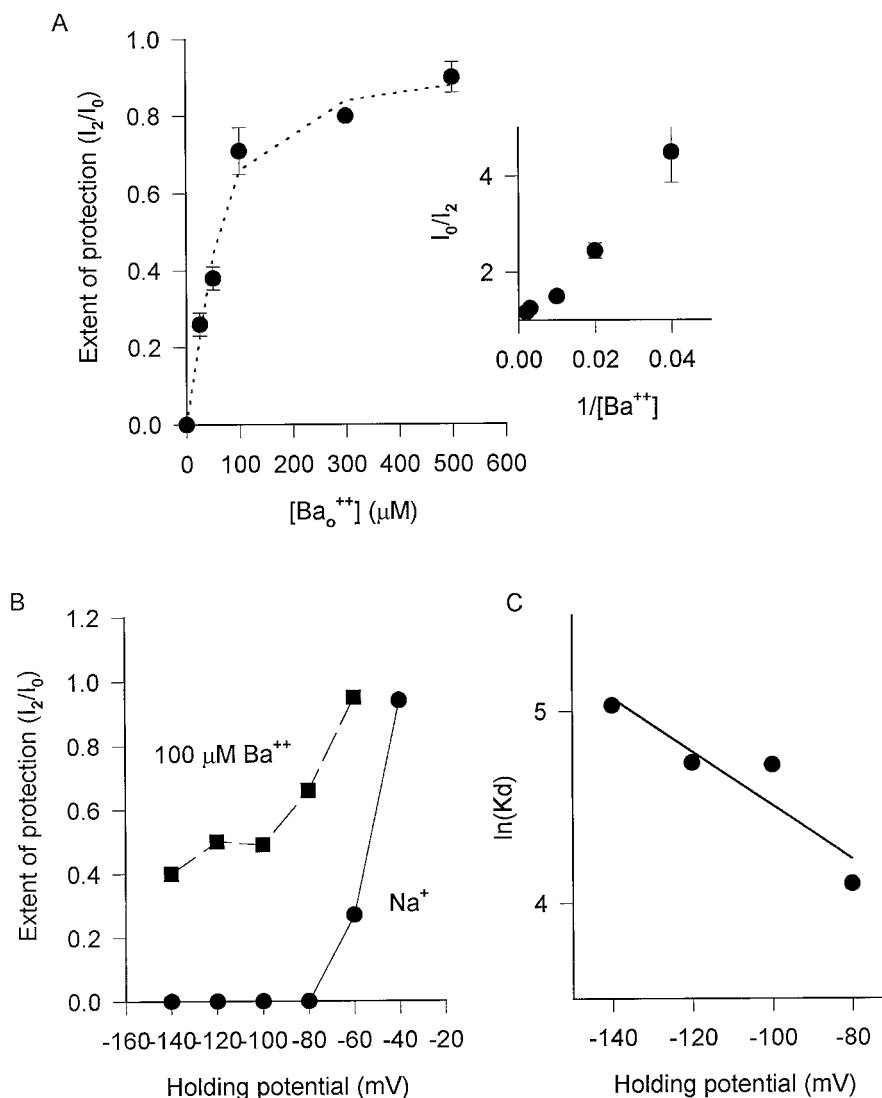 A
Extent of protection (I2/I0)
1.0
0.8
0.6
0.4
0.2
0.0
0 100 200 300 400 500 600
[Bao++] (μM)
I0/I2
4
2
0.00 0.02 0.04
1/[Ba++]
B
Extent of protection (I2/I0)
1.2
1.0
0.8
0.6
0.4
0.2
0.0
100 μM Ba++
Na+
-160 -140 -120 -100 -80 -60 -40 -20
Holding potential (mV)
C
ln(Kd)
5
4
-140 -120 -100 -80
Holding potential (mV)